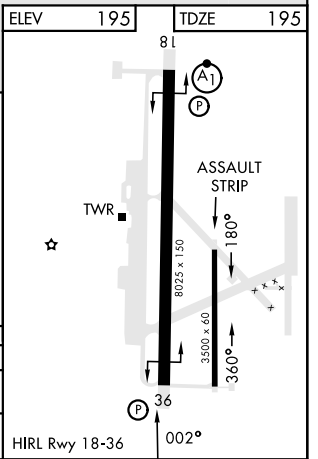 ELEV 195 TDZE 195
18
A1
P
ASSAULT
STRIP
TWR
180°
8025 x 150
3500 x 60
360°
P 36
HIRL Rwy 18-36 002°